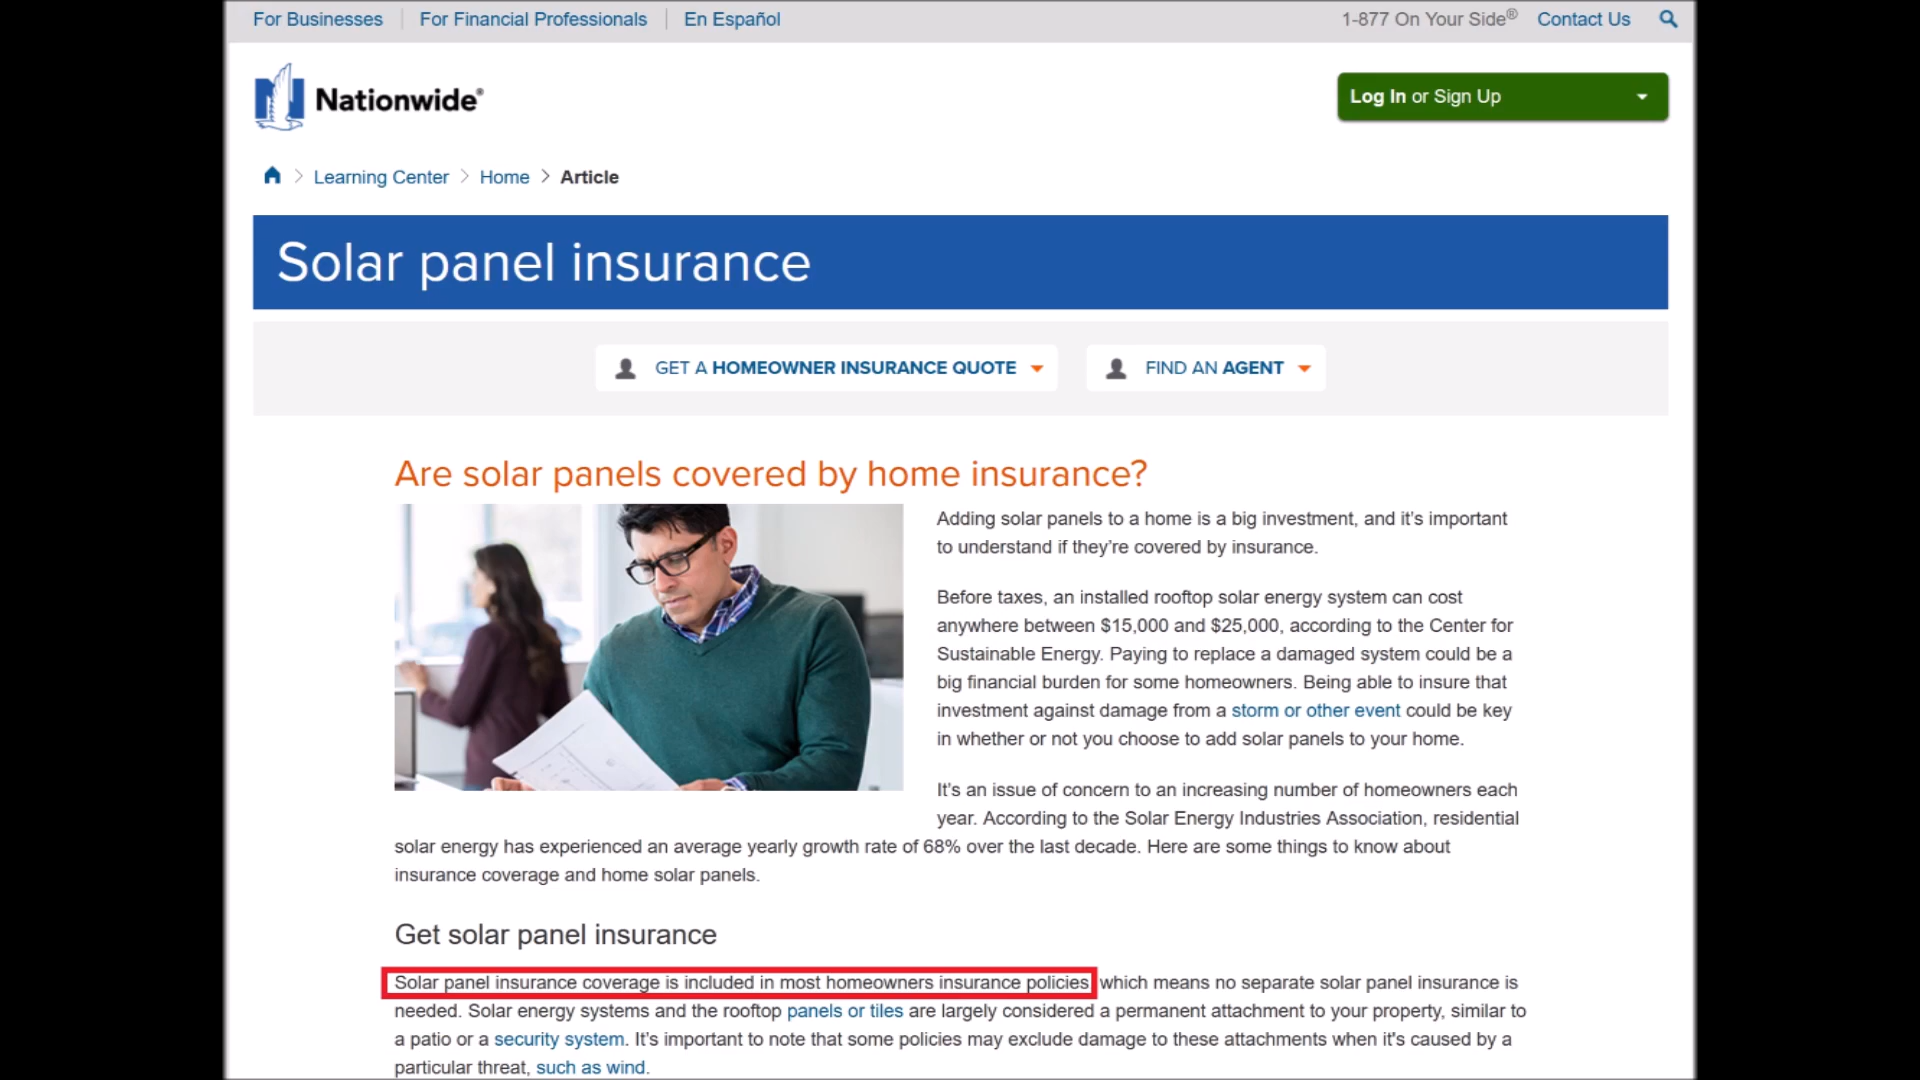 For Businesses
For Financial Professionals
En Español
1-877 On Your Side®
Contact Us
Nationwide®
Log In or Sign Up
Learning Center
Home
Article
Solar panel insurance
GET A HOMEOWNER INSURANCE QUOTE
FIND AN AGENT
Are solar panels covered by home insurance?
Adding solar panels to a home is a big investment, and it’s important
to understand if they’re covered by insurance.
Before taxes, an installed rooftop solar energy system can cost
anywhere between $15,000 and $25,000, according to the Center for
Sustainable Energy. Paying to replace a damaged system could be a
big financial burden for some homeowners. Being able to insure that
investment against damage from a storm or other event could be key
in whether or not you choose to add solar panels to your home.
It’s an issue of concern to an increasing number of homeowners each
year. According to the Solar Energy Industries Association, residential
solar energy has experienced an average yearly growth rate of 68% over the last decade. Here are some things to know about
insurance coverage and home solar panels.
Get solar panel insurance
Solar panel insurance coverage is included in most homeowners insurance policies, which means no separate solar panel insurance is
needed. Solar energy systems and the rooftop panels or tiles are largely considered a permanent attachment to your property, similar to
a patio or a security system. It’s important to note that some policies may exclude damage to these attachments when it's caused by a
particular threat, such as wind.